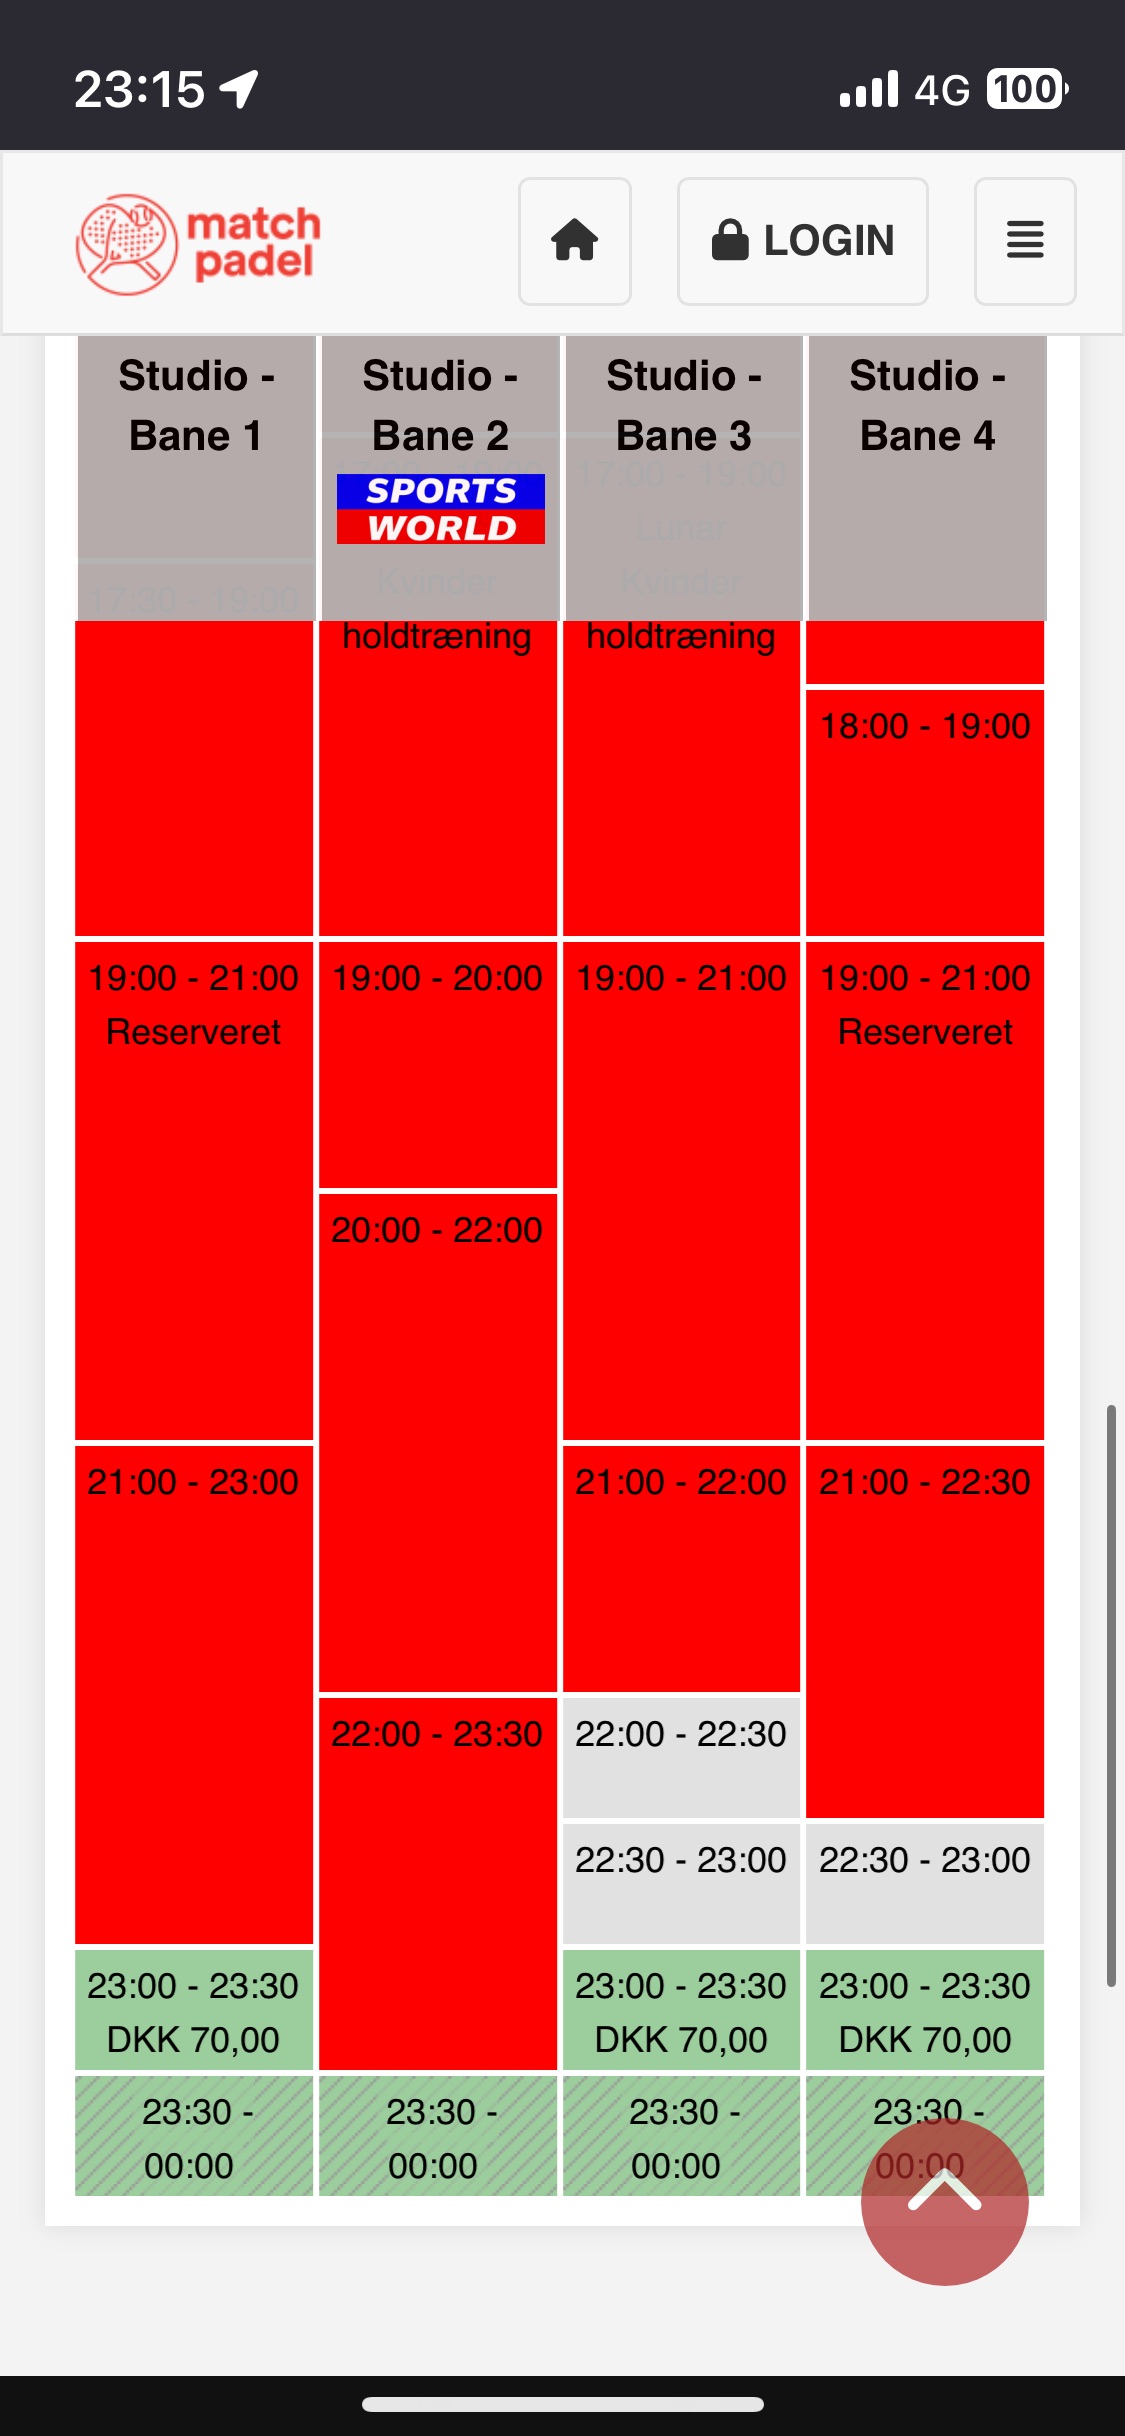 23:15
4G 100
match
padel
LOGIN
Studio -
Bane 1
Studio -
Bane 2
Studio -
Bane 3
Studio -
Bane 4
SPORTS
WORLD
17:00 - 19:00
17:00 - 19:00
Lunar
Kvinder
Kvinder
17:30 - 19:00
holdtræning
holdtræning
18:00 - 19:00
19:00 - 21:00
Reserveret
19:00 - 20:00
19:00 - 21:00
19:00 - 21:00
Reserveret
20:00 - 22:00
21:00 - 23:00
21:00 - 22:00
21:00 - 22:30
22:00 - 23:30
22:00 - 22:30
22:30 - 23:00
22:30 - 23:00
23:00 - 23:30
DKK 70,00
23:00 - 23:30
DKK 70,00
23:00 - 23:30
DKK 70,00
23:30 -
00:00
23:30 -
00:00
23:30 -
00:00
23:30 -
00:00